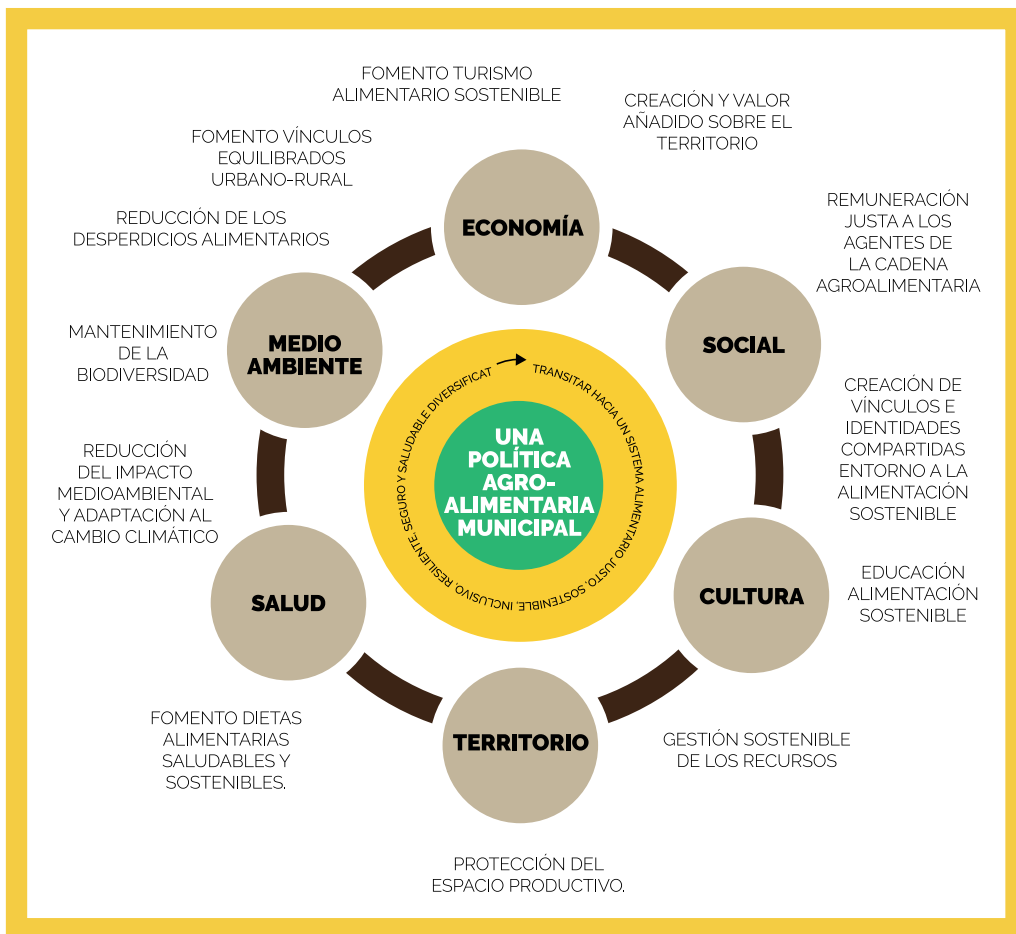 FOMENTO TURISMO
ALIMENTARIO SOSTENIBLE
CREACIÓN Y VALOR
AÑADIDO SOBRE EL
TERRITORIO
FOMENTO VÍNCULOS
EQUILIBRADOS
URBANO-RURAL
REDUCCIÓN DE LOS
DESPERDICIOS ALIMENTARIOS
ECONOMÍA
REMUNERACIÓN
JUSTA A LOS
AGENTES DE
LA CADENA
AGROALIMENTARIA
MANTENIMIENTO
DE LA
BIODIVERSIDAD
MEDIO
AMBIENTE
SOCIAL
TRANSITAR HACIA UN SISTEMA ALIMENTARIO JUSTO, SOSTENIBLE, INCLUSIVO, RESILIENTE, SEGURO Y SALUDABLE DIVERSIFICAT
UNA
POLÍTICA
AGRO-
ALIMENTARIA
MUNICIPAL
CREACIÓN DE
VÍNCULOS E
IDENTIDADES
COMPARTIDAS
ENTORNO A LA
ALIMENTACIÓN
SOSTENIBLE
REDUCCIÓN
DEL IMPACTO
MEDIOAMBIENTAL
Y ADAPTACIÓN AL
CAMBIO CLIMÁTICO
SALUD
CULTURA
EDUCACIÓN
ALIMENTACIÓN
SOSTENIBLE
FOMENTO DIETAS
ALIMENTARIAS
SALUDABLES Y
SOSTENIBLES.
TERRITORIO
GESTIÓN SOSTENIBLE
DE LOS RECURSOS
PROTECCIÓN DEL
ESPACIO PRODUCTIVO.